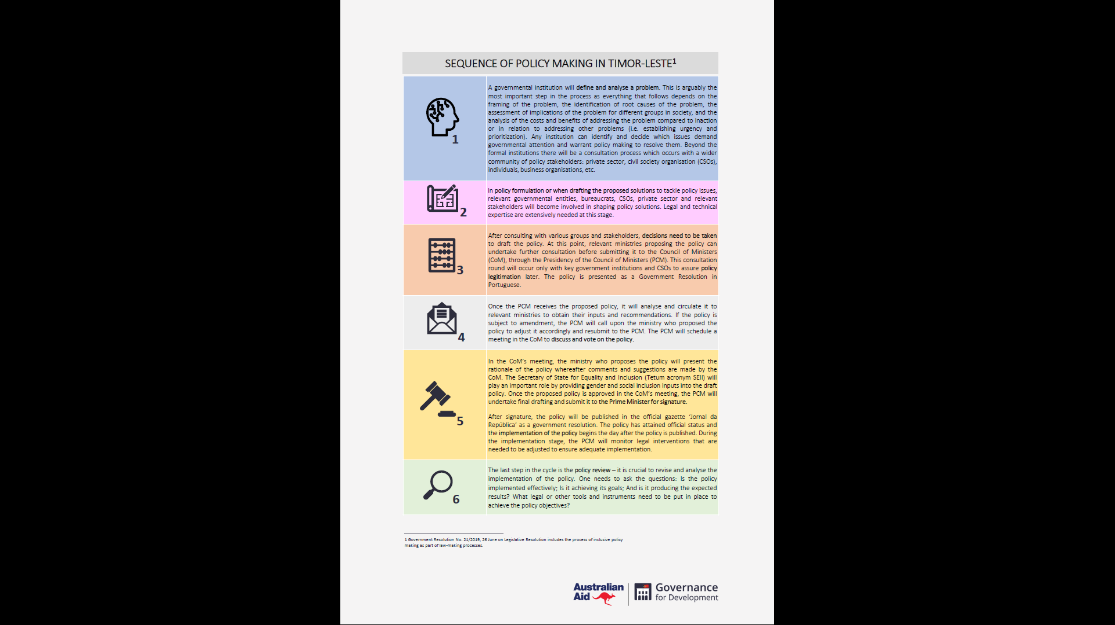 SEQUENCE OF POLICY MAKING IN TIMOR-LESTE1
A governmental institution will define and analyse a problem. This is arguably the
most important step in the process as everything that follows depends on the
framing of the problem, the identification of root causes of the problem, the
assessment of implications of the problem for different groups in society, and the
analysis of the costs and benefits of addressing the problem compared to inaction
or in relation to addressing other problems (i.e. establishing urgency and
prioritization). Any institution can identify and decide which issues demand
governmental attention and warrant policy making to resolve them. Beyond the
formal institutions there will be a consultation process which occurs with a wider
community of policy stakeholders: private sector, civil society organisation (CSOs),
individuals, business organisations, etc.
1
In policy formulation or when drafting the proposed solutions to tackle policy issues,
relevant governmental entities, bureaucrats, CSOs, private sector and relevant
stakeholders will become involved in shaping policy solutions. Legal and technical
expertise are extensively needed at this stage.
2
After consulting with various groups and stakeholders, decisions need to be taken
to draft the policy. At this point, relevant ministries proposing the policy can
undertake further consultation before submitting it to the Council of Ministers
(CoM), through the Presidency of the Council of Ministers (PCM). This consultation
round will occur only with key government institutions and CSOs to assure policy
legitimation later. The policy is presented as a Government Resolution in
Portuguese.
3
Once the PCM receives the proposed policy, it will analyse and circulate it to
relevant ministries to obtain their inputs and recommendations. If the policy is
subject to amendment, the PCM will call upon the ministry who proposed the
policy to adjust it accordingly and resubmit to the PCM. The PCM will schedule a
meeting in the CoM to discuss and vote on the policy.
4
In the CoM's meeting, the ministry who proposes the policy will present the
rationale of the policy whereafter comments and suggestions are made by the
CoM. The Secretary of State for Equality and Inclusion (Tetum acronym SEII) will
play an important role by providing gender and social inclusion inputs into the draft
policy. Once the proposed policy is approved in the CoM's meeting, the PCM will
undertake final drafting and submit it to the Prime Minister for signature.
After signature, the policy will be published in the official gazette 'Jornal da
República' as a government resolution. The policy has attained official status and
the implementation of the policy begins the day after the policy is published. During
the implementation stage, the PCM will monitor legal interventions that are
needed to be adjusted to ensure adequate implementation.
5
The last step in the cycle is the policy review – it is crucial to revise and analyse the
implementation of the policy. One needs to ask the questions: Is the policy
implemented effectively; Is it achieving its goals; And is it producing the expected
results? What legal or other tools and instruments need to be put in place to
achieve the policy objectives?
6
1 Government Resolution No. /2019, June on Legislative Resolution includes the process of inclusive policy
making as part of law-making processes.
Australian Aid
Governance for Development